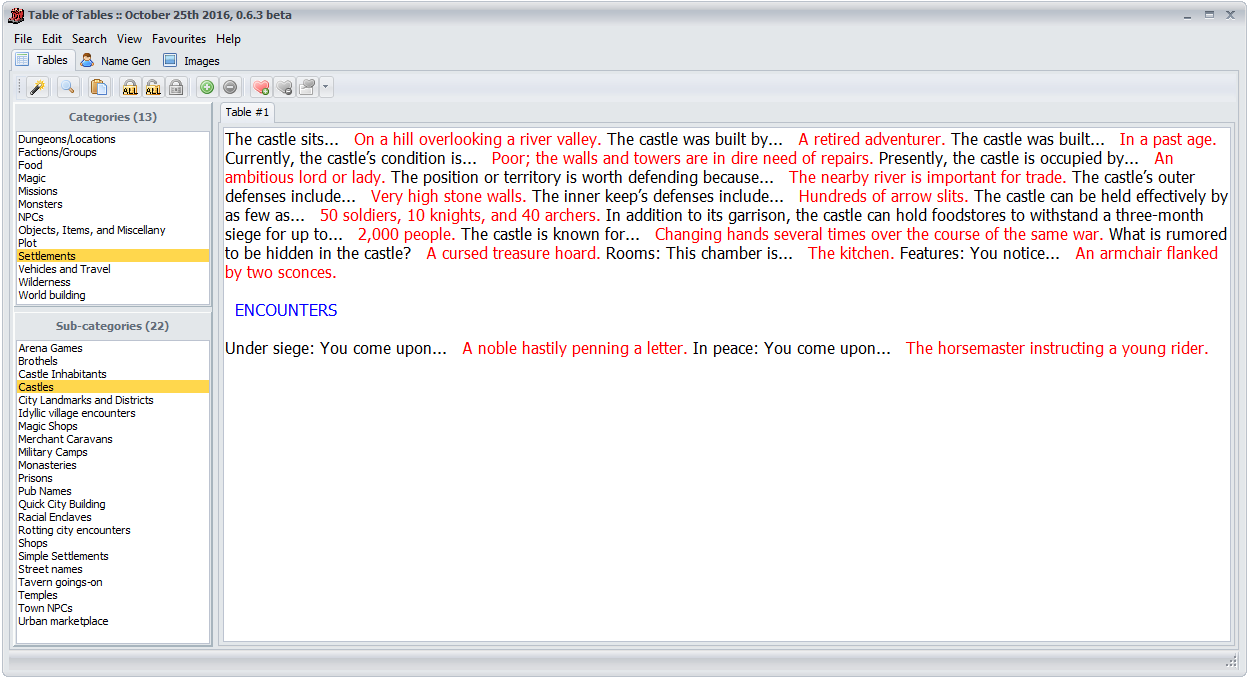 Table of Tables :: October 25th 2016, 0.6.3 beta
File Edit Search View Favourites Help
Tables Name Gen Images
ALL ALL
Categories (13)
Dungeons/Locations
Factions/Groups
Food
Magic
Missions
Monsters
NPCs
Objects, Items, and Miscellany
Plot
Settlements
Vehicles and Travel
Wilderness
World building
Sub-categories (22)
Arena Games
Brothels
Castle Inhabitants
Castles
City Landmarks and Districts
Idyllic village encounters
Magic Shops
Merchant Caravans
Military Camps
Monasteries
Prisons
Pub Names
Quick City Building
Racial Enclaves
Rotting city encounters
Shops
Simple Settlements
Street names
Tavern goings-on
Temples
Town NPCs
Urban marketplace
Table #1
The castle sits... On a hill overlooking a river valley. The castle was built by... A retired adventurer. The castle was built... In a past age.
Currently, the castle’s condition is... Poor; the walls and towers are in dire need of repairs. Presently, the castle is occupied by... An
ambitious lord or lady. The position or territory is worth defending because... The nearby river is important for trade. The castle’s outer
defenses include... Very high stone walls. The inner keep’s defenses include... Hundreds of arrow slits. The castle can be held effectively by
as few as... 50 soldiers, 10 knights, and 40 archers. In addition to its garrison, the castle can hold foodstores to withstand a three-month
siege for up to... 2,000 people. The castle is known for... Changing hands several times over the course of the same war. What is rumored
to be hidden in the castle? A cursed treasure hoard. Rooms: This chamber is... The kitchen. Features: You notice... An armchair flanked
by two sconces.
ENCOUNTERS
Under siege: You come upon... A noble hastily penning a letter. In peace: You come upon... The horsemaster instructing a young rider.